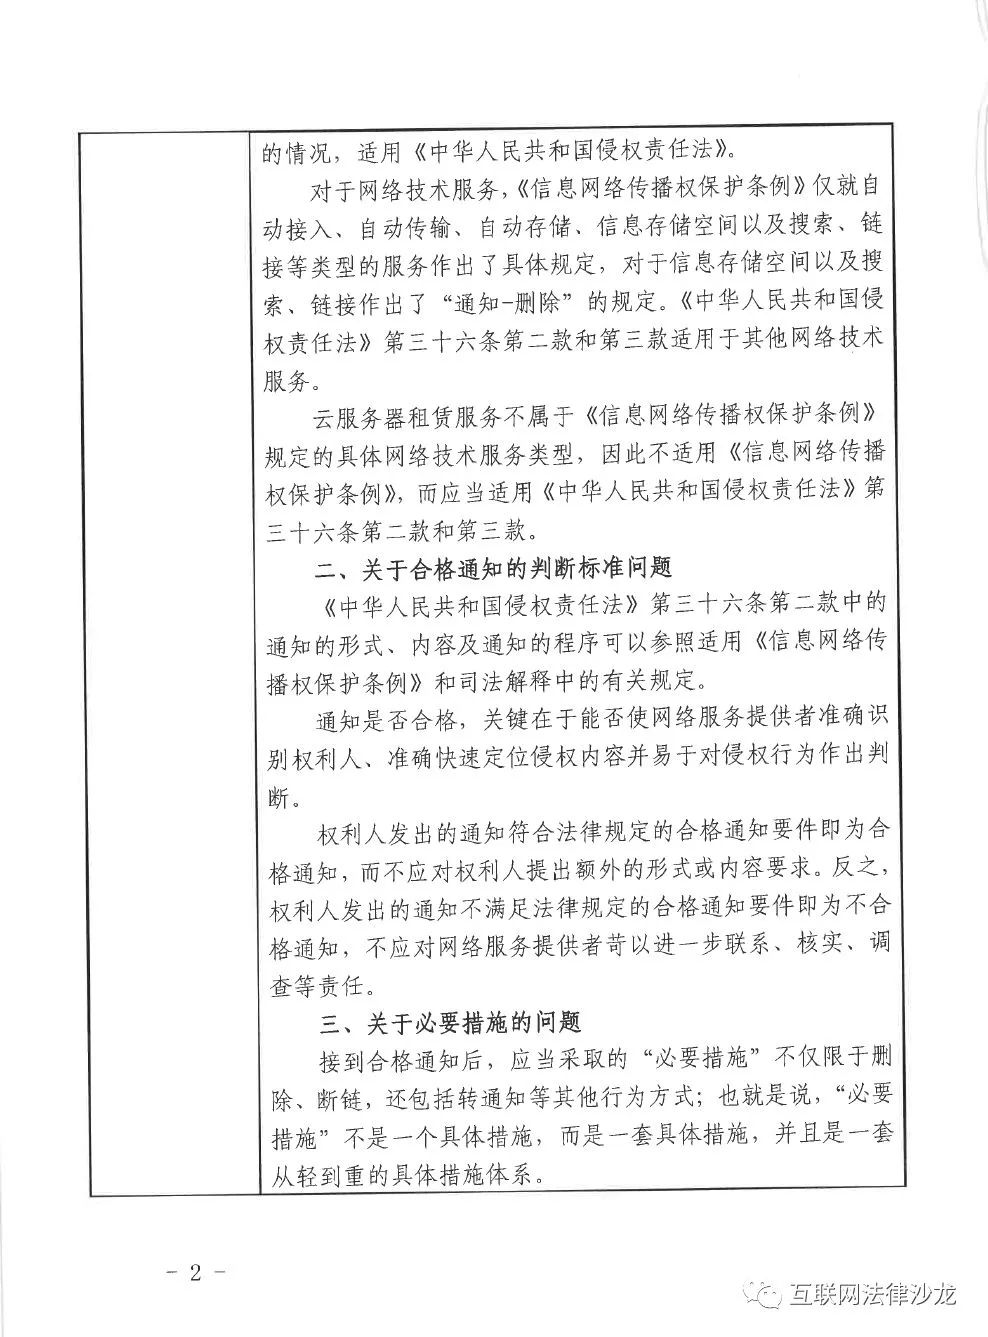 的情况，适用《中华人民共和国侵权责任法》。
对于网络技术服务，《信息网络传播权保护条例》仅就自
动接入、自动传输、自动存储、信息存储空间以及搜索、链
接等类型的服务作出了具体规定，对于信息存储空间以及搜
索、链接作出了“通知-删除”的规定。《中华人民共和国侵
权责任法》第三十六条第二款和第三款适用于其他网络技术
服务。
云服务器租赁服务不属于《信息网络传播权保护条例》
规定的具体网络技术服务类型，因此不适用《信息网络传播
权保护条例》，而应当适用《中华人民共和国侵权责任法》第
三十六条第二款和第三款。
二、关于合格通知的判断标准问题
《中华人民共和国侵权责任法》第三十六条第二款中的
通知的形式、内容及通知的程序可以参照适用《信息网络传
播权保护条例》和司法解释中的有关规定。
通知是否合格，关键在于能否使网络服务提供者准确识
别权利人、准确快速定位侵权内容并易于对侵权行为作出判
断。
权利人发出的通知符合法律规定的合格通知要件即为合
格通知，而不应对权利人提出额外的形式或内容要求。反之，
权利人发出的通知不满足法律规定的合格通知要件即为不合
格通知，不应对网络服务提供者苛以进一步联系、核实、调
查等责任。
三、关于必要措施的问题
接到合格通知后，应当采取的“必要措施”不仅限于删
除、断链，还包括转通知等其他行为方式；也就是说，“必要
措施”不是一个具体措施，而是一套具体措施，并且是一套
从轻到重的具体措施体系。
- 2 -
互联网法律沙龙